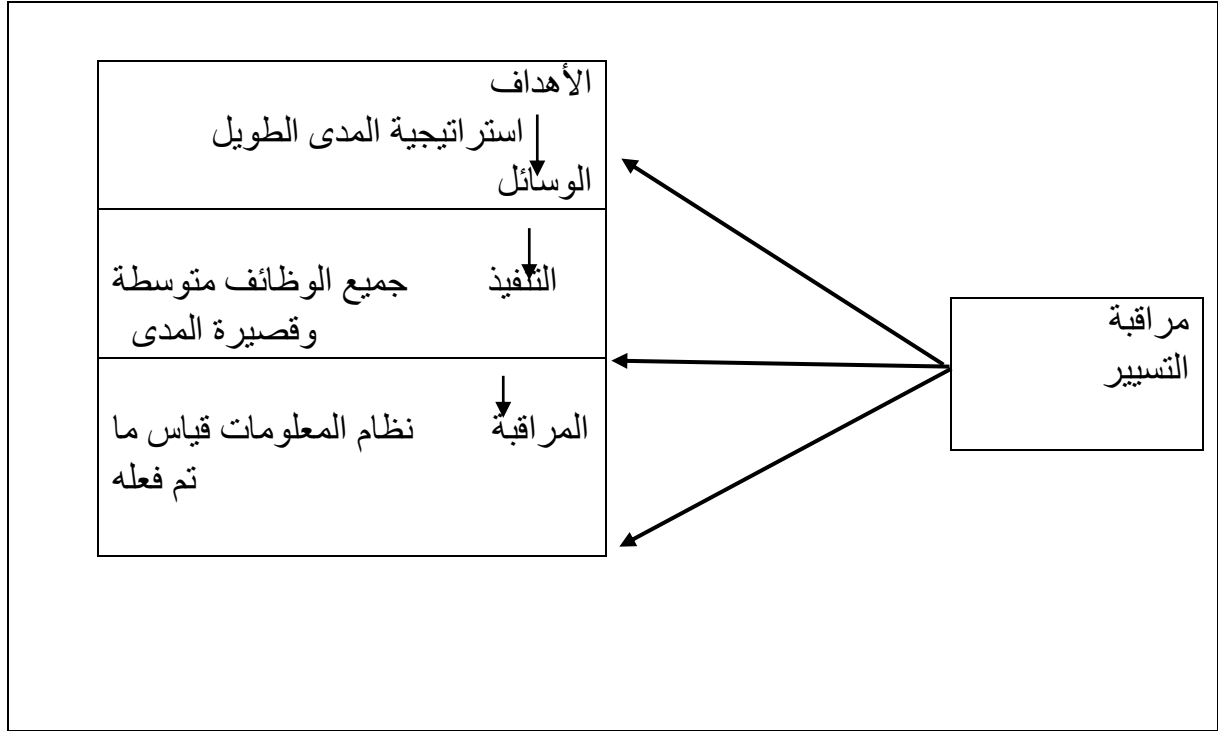 الأهداف
استراتيجية المدى الطويل
الوسائل
التنفيذ جميع الوظائف متوسطة
وقصيرة المدى
المراقبة نظام المعلومات قياس ما
تم فعله
مراقبة
التسيير